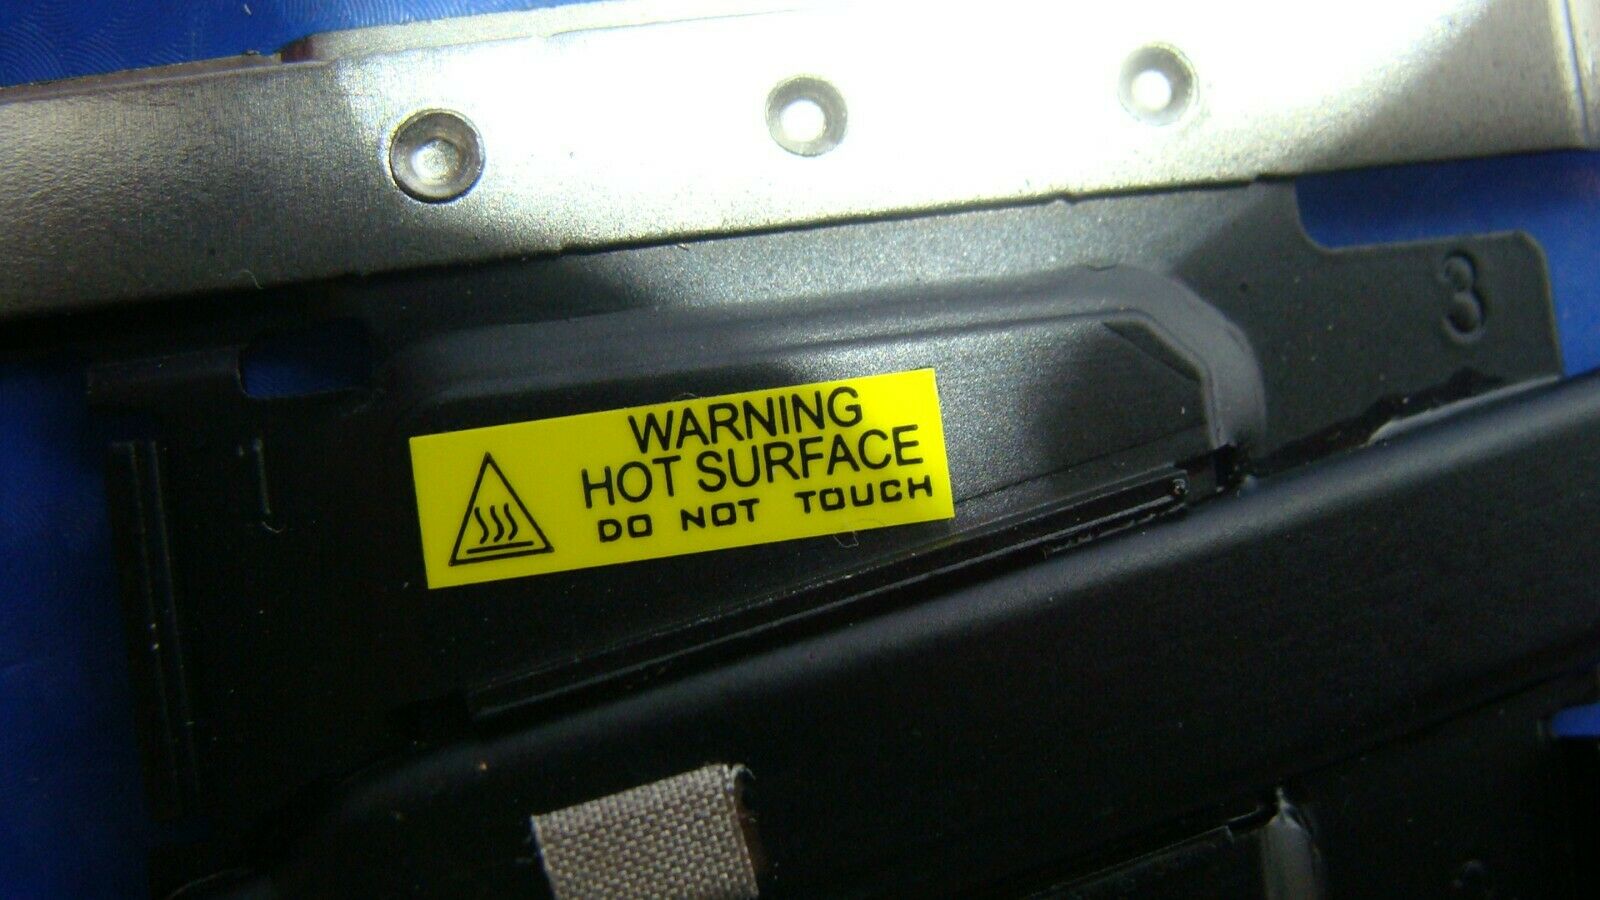 3
WARNING
HOT SURFACE
DO NOT TOUCH